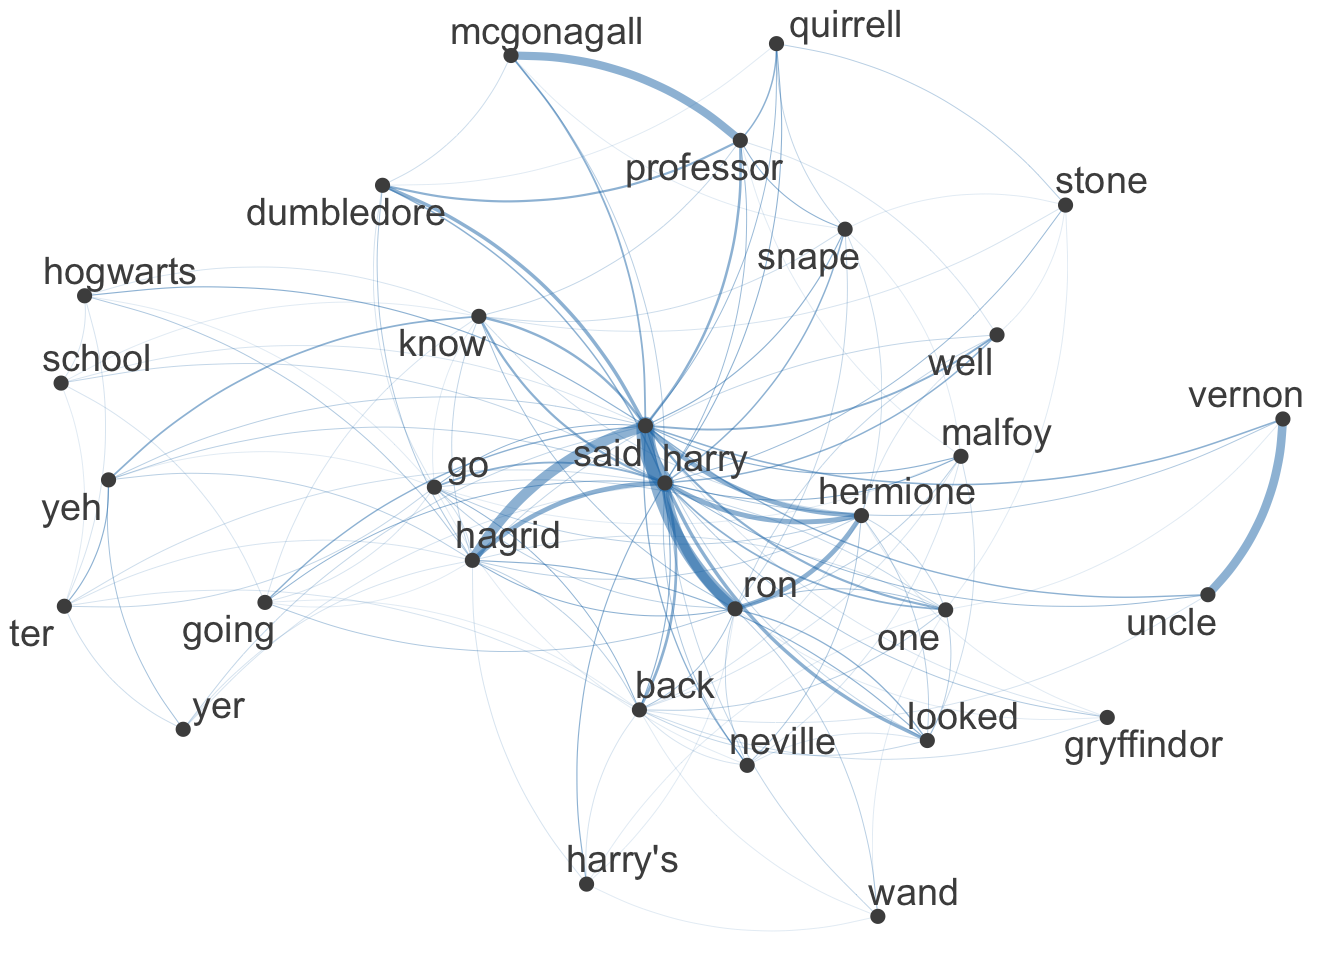 mcgonagall
quirrell
professor
stone
dumbledore
snape
hogwarts
know
school
well
vernon
malfoy
said
harry
go
hermione
yeh
hagrid
ron
uncle
ter
going
one
back
yer
looked
neville
gryffindor
harry's
wand